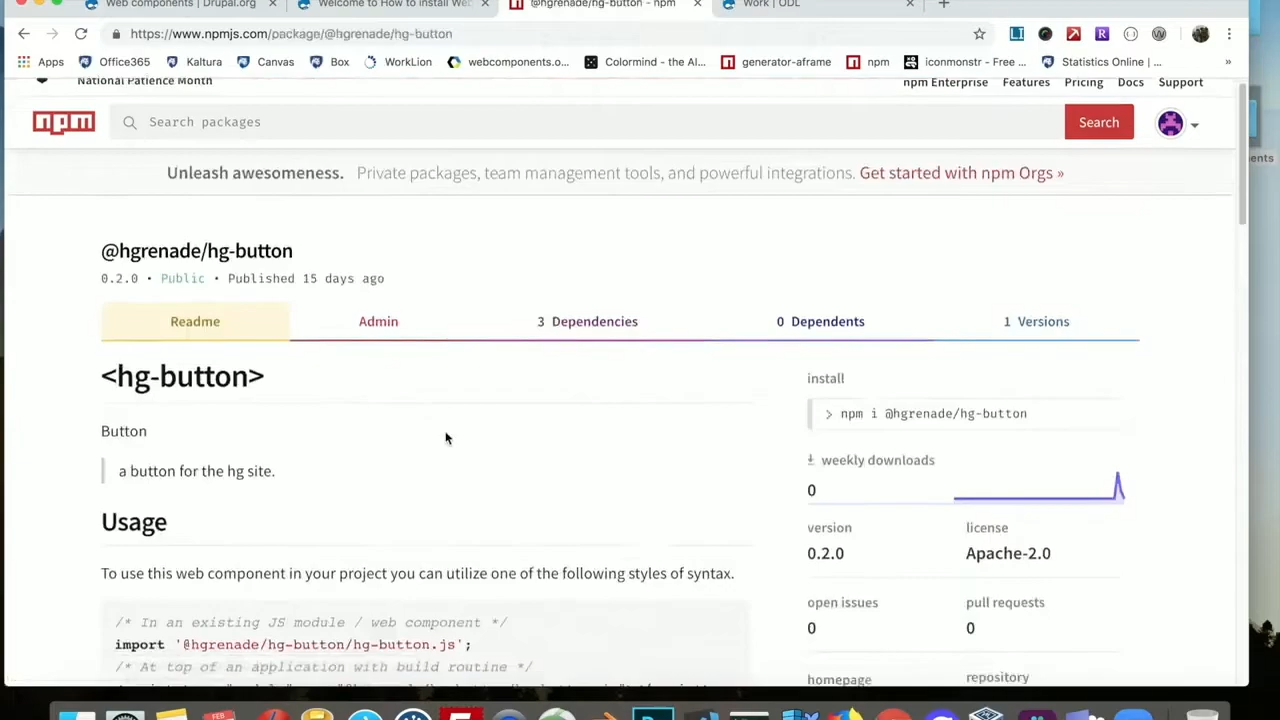 Web components | Drupal.org
Welcome to How to install Web
@hgrenade/hg-button - npm
Work | ODL
https://www.npmjs.com/package/@hgrenade/hg-button
Apps Office365 Kaltura Canvas Box WorkLion webcomponents.o... Colormind - the AI... generator-aframe npm iconmonstr - Free ... Statistics Online | ... »
National Patience Month
npm Enterprise Features Pricing Docs Support
npm Search packages Search
Unleash awesomeness. Private packages, team management tools, and powerful integrations. Get started with npm Orgs »
ents
@hgrenade/hg-button
0.2.0 • Public • Published 15 days ago
Readme Admin 3 Dependencies 0 Dependents 1 Versions
<hg-button>
Button
a button for the hg site.
Usage
To use this web component in your project you can utilize one of the following styles of syntax.
/* In an existing JS module / web component */
import '@hgrenade/hg-button/hg-button.js';
/* At top of an application with build routine */
install
> npm i @hgrenade/hg-button
weekly downloads
0
version license
0.2.0 Apache-2.0
open issues pull requests
0 0
homepage repository
FEB